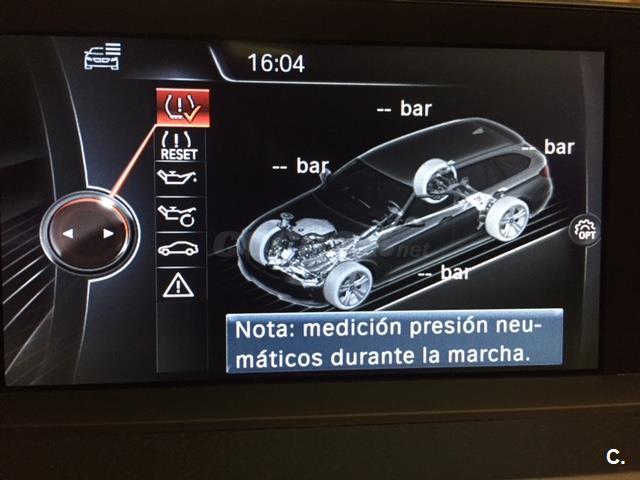 16:04
-- bar
-- bar
-- bar
RESET
OPT
-- bar
Nota: medición presión neu-
máticos durante la marcha.
C.